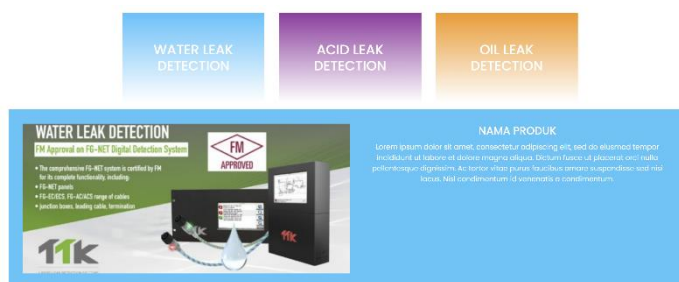 WATER LEAK
DETECTION
ACID LEAK
DETECTION
OIL LEAK
DETECTION
WATER LEAK DETECTION
FM Approval on FG-NET Digital Detection System
FM
APPROVED
• The comprehensive FG-NET system is certified by FM
for its complete functionality, including:
• FG-NET panels
• FG-EC/ECS, FG-AC/ACS range of cables
• junction boxes, leading cable, termination
TTK
TTK
NAMA PRODUK
Lorem ipsum dolor sit amet, consectetur adipiscing elit, sed do eiusmod tempor
incididunt ut labore et dolore magna aliqua. Dictum fusce ut placerat orci nulla
pellentesque dignissim. Ac tortor vitae purus faucibus ornare suspendisse sed nisi
lacus. Nisl condimentum id venenatis a condimentum.